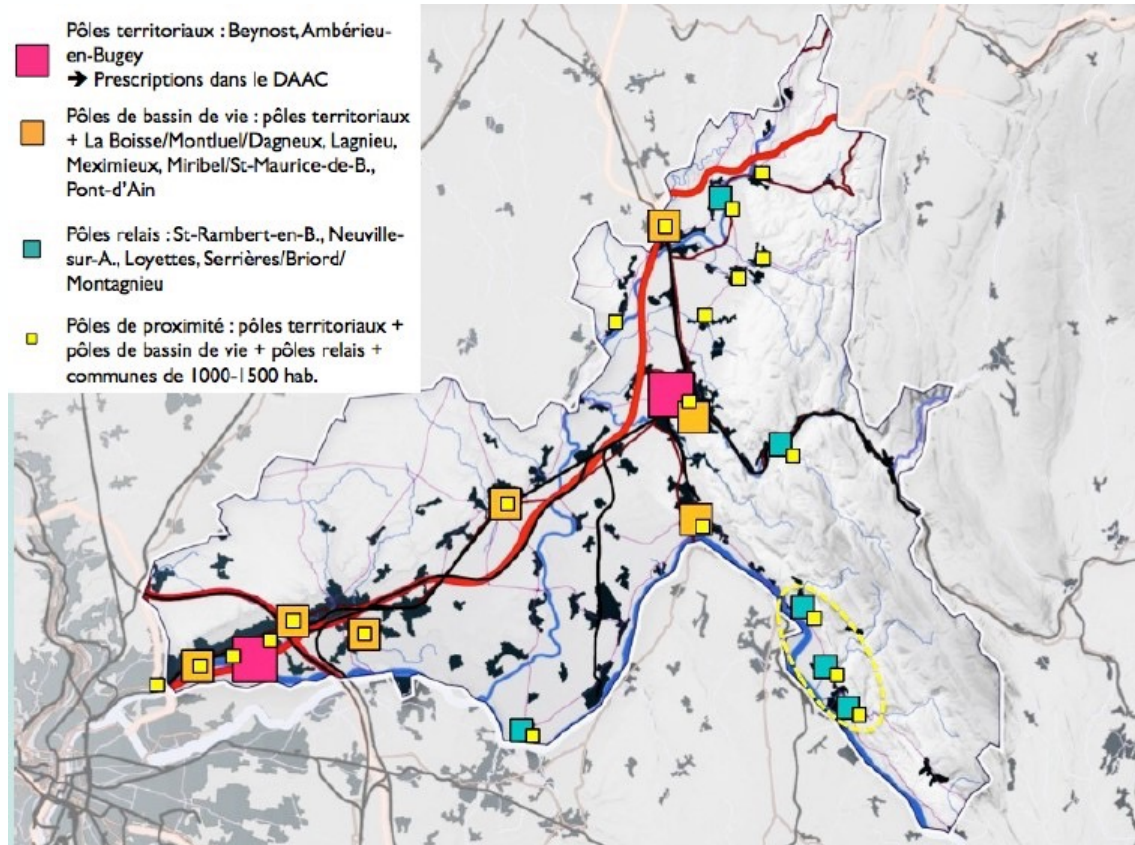 Pôles territoriaux : Beynost, Ambérieu-
en-Bugey
➔ Prescriptions dans le DAAC
Pôles de bassin de vie : pôles territoriaux
+ La Boisse/Montluel/Dagneux, Lagnieu,
Meximieux, Miribel/St-Maurice-de-B.,
Pont-d'Ain
Pôles relais : St-Rambert-en-B., Neuville-
sur-A., Loyettes, Serrières/Briord/
Montagnieu
Pôles de proximité : pôles territoriaux +
pôles de bassin de vie + pôles relais +
communes de 1000-1500 hab.